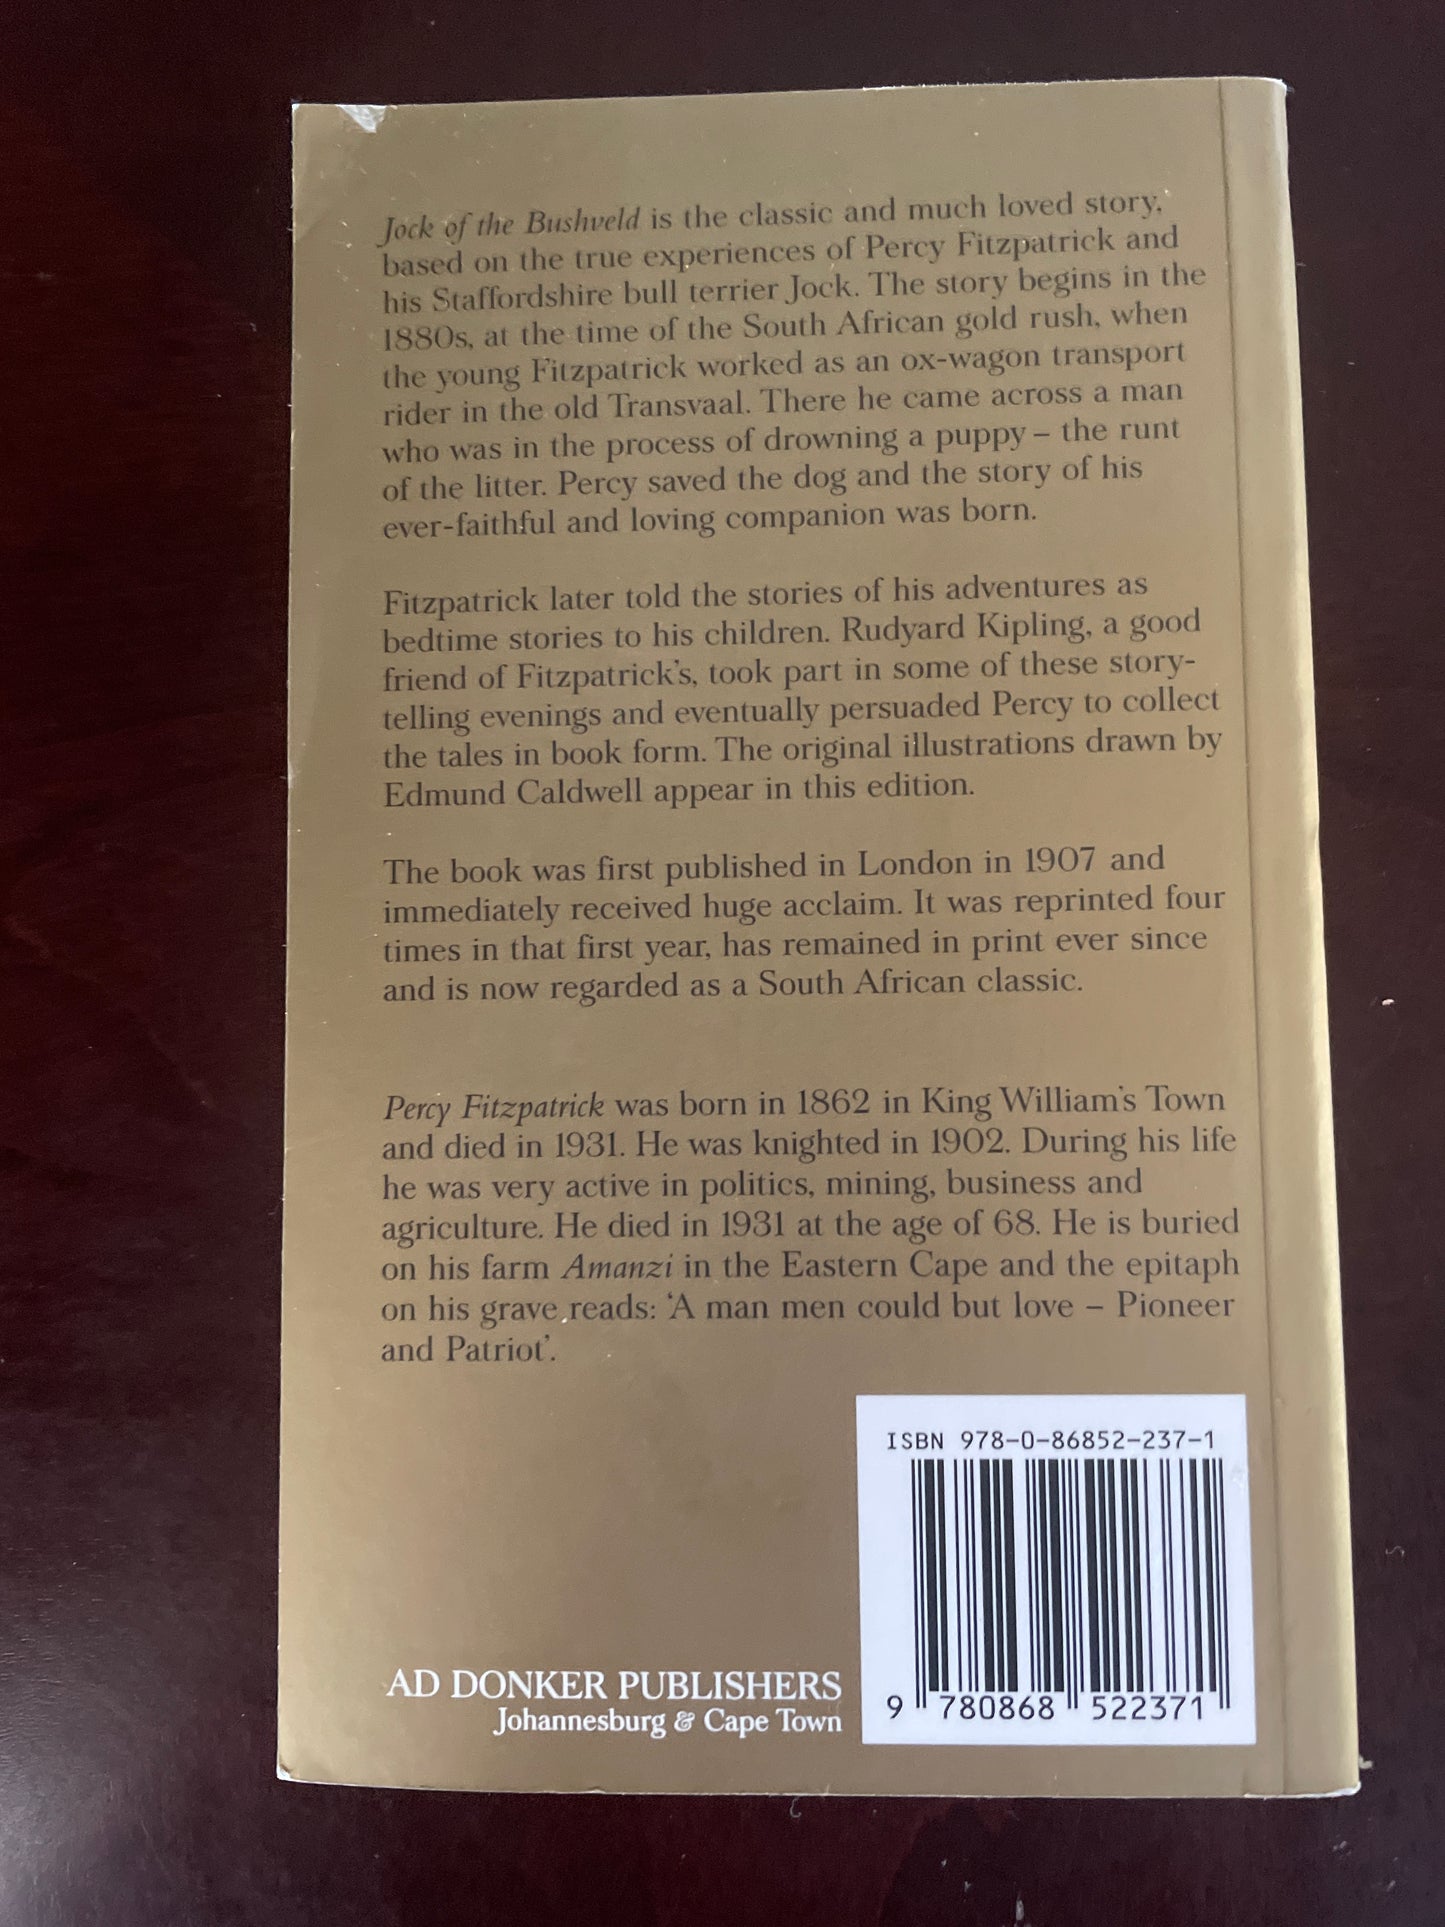 Jock of the Bushveld is the classic and much loved story,
based on the true experiences of Percy Fitzpatrick and
his Staffordshire bull terrier Jock. The story begins in the
1880s, at the time of the South African gold rush, when
the young Fitzpatrick worked as an ox-wagon transport
rider in the old Transvaal. There he came across a man
who was in the process of drowning a puppy – the runt
of the litter. Percy saved the dog and the story of his
ever-faithful and loving companion was born.
Fitzpatrick later told the stories of his adventures as
bedtime stories to his children. Rudyard Kipling, a good
friend of Fitzpatrick's, took part in some of these story-
telling evenings and eventually persuaded Percy to collect
the tales in book form. The original illustrations drawn by
Edmund Caldwell appear in this edition.
The book was first published in London in 1907 and
immediately received huge acclaim. It was reprinted four
times in that first year, has remained in print ever since
and is now regarded as a South African classic.
Percy Fitzpatrick was born in 1862 in King William's Town
and died in 1931. He was knighted in 1902. During his life
he was very active in politics, mining, business and
agriculture. He died in 1931 at the age of 68. He is buried
on his farm Amanzi in the Eastern Cape and the epitaph
on his grave reads: 'A man men could but love – Pioneer
and Patriot'.
ISBN 978-0-86852-237-1
9 780868 522371
AD DONKER PUBLISHERS
Johannesburg & Cape Town